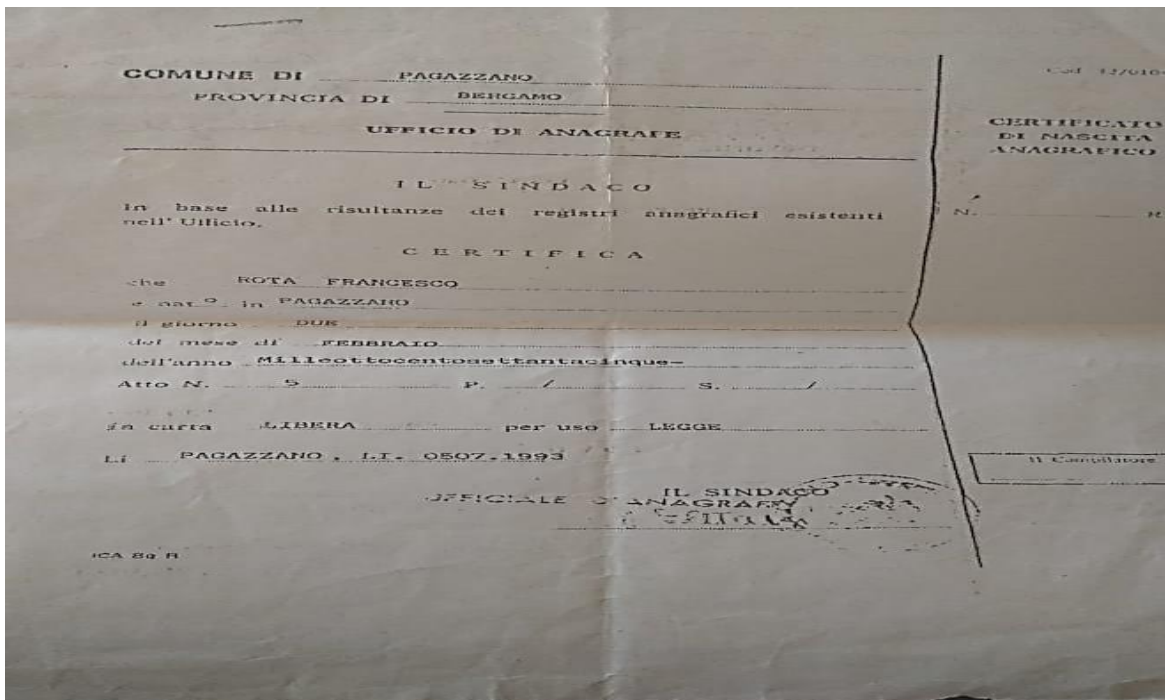 COMUNE DI PAGAZZANO
PROVINCIA DI BERGAMO
UFFICIO DI ANAGRAFE
IL SINDACO
In base alle risultanze dei registri anagrafici esistenti
nell'Ufficio.
CERTIFICA
che ROTA FRANCESCO
è nat o in PAGAZZANO
il giorno DUE
del mese di FEBBRAIO
dell'anno Milleottocentosettantacinque-
Atto N. 5 P. / S. /
in carta LIBERA per uso LEGGE
Li PAGAZZANO, LI. 0507.1993
IL SINDACO
UFFICIALE D'ANAGRAFE
ICA Bg R
Cod.
CERTIFICATO
DI NASCITA
ANAGRAFICO
N. R
Il Compilatore